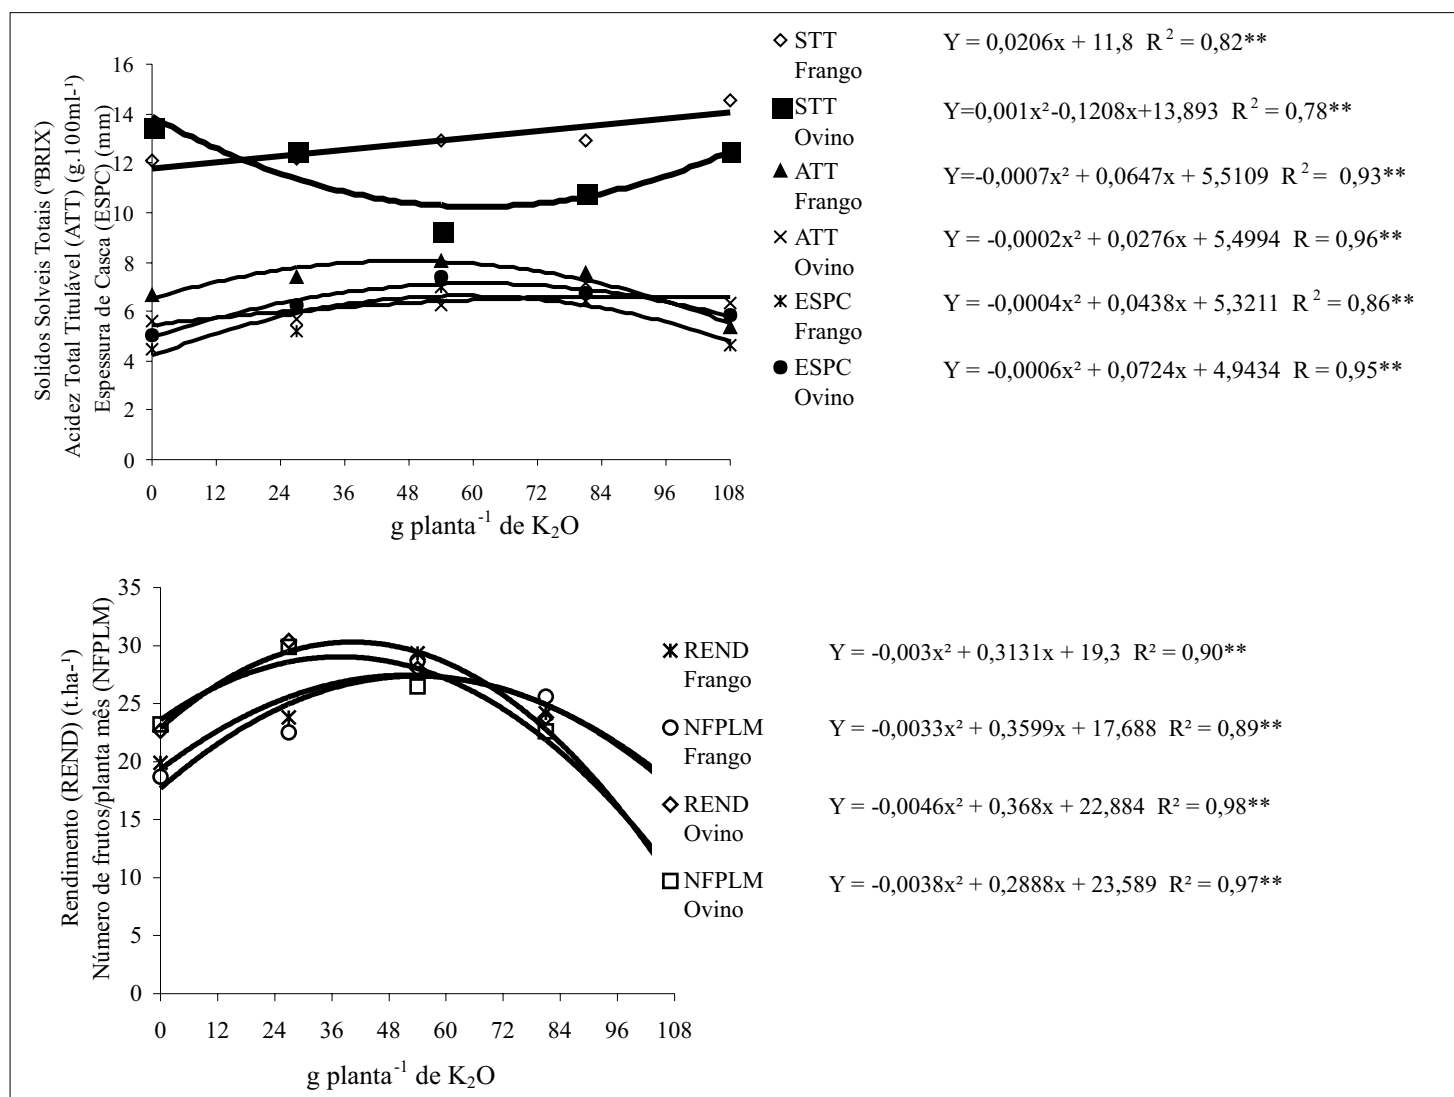 Solidos Solveis Totais (ºBRIX)
Acidez Total Titulável (ATT) (g.100ml-¹)
Espessura de Casca (ESPC) (mm)
16
14
12
10
8
6
4
2
0
0 12 24 36 48 60 72 84 96 108
g planta⁻¹ de K₂O
STT Frango Y = 0,0206x + 11,8 R² = 0,82**
STT Ovino Y=0,001x²-0,1208x+13,893 R² = 0,78**
ATT Frango Y=-0,0007x² + 0,0647x + 5,5109 R² = 0,93**
ATT Ovino Y = -0,0002x² + 0,0276x + 5,4994 R = 0,96**
ESPC Frango Y = -0,0004x² + 0,0438x + 5,3211 R² = 0,86**
ESPC Ovino Y = -0,0006x² + 0,0724x + 4,9434 R = 0,95**
Rendimento (REND) (t.ha-¹)
Número de frutos/planta mês (NFPLM)
35
30
25
20
15
10
5
0
0 12 24 36 48 60 72 84 96 108
g planta⁻¹ de K₂O
REND Frango Y = -0,003x² + 0,3131x + 19,3 R² = 0,90**
NFPLM Frango Y = -0,0033x² + 0,3599x + 17,688 R² = 0,89**
REND Ovino Y = -0,0046x² + 0,368x + 22,884 R² = 0,98**
NFPLM Ovino Y = -0,0038x² + 0,2888x + 23,589 R² = 0,97**